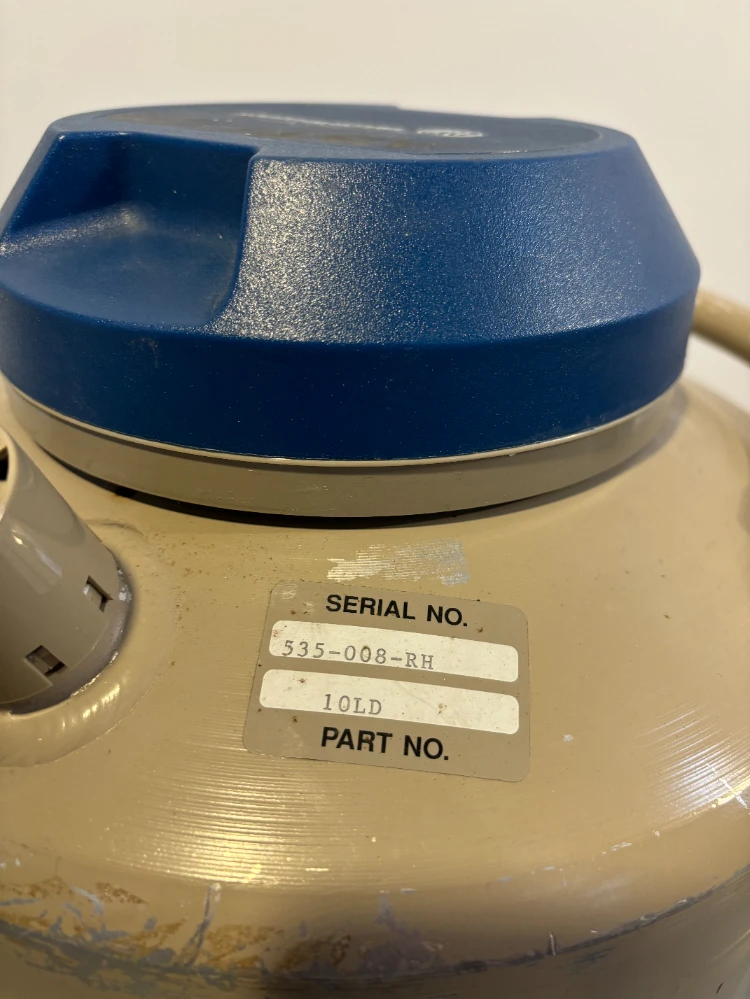 SERIAL NO.
535-008-RH
10LD
PART NO.